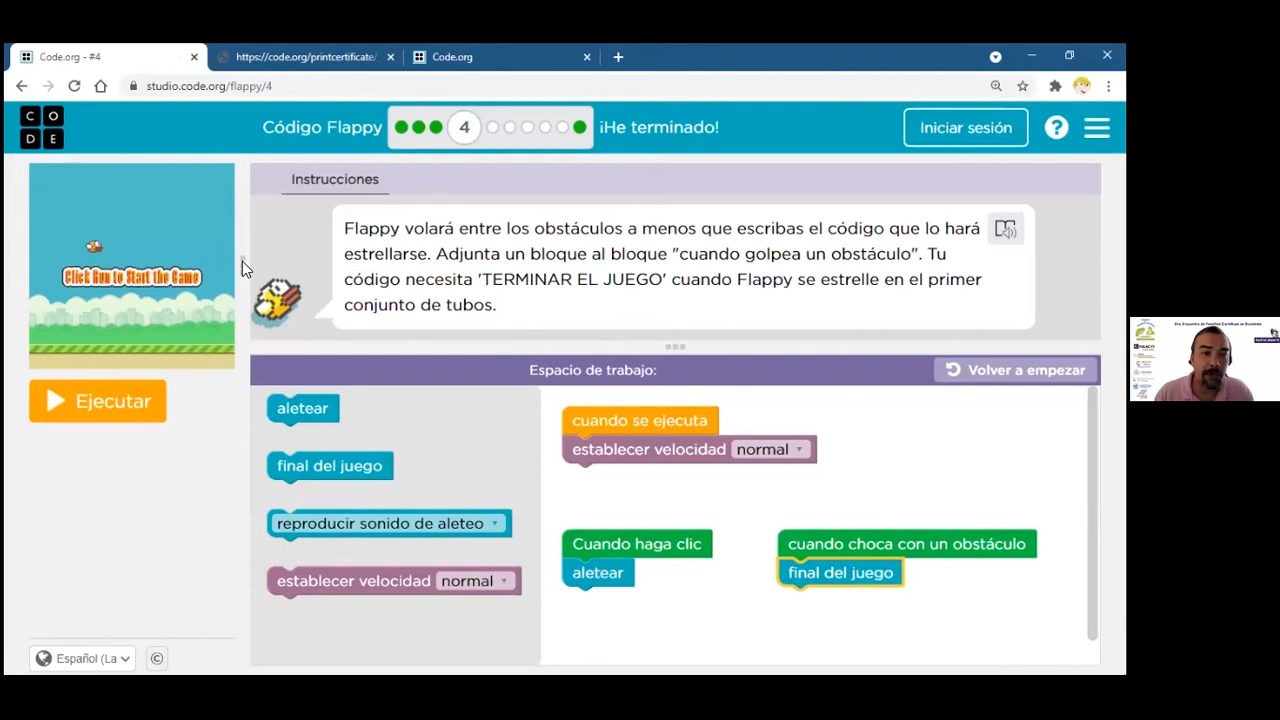 Code.org - #4
https://code.org/printcertificate/
Code.org
studio.code.org/flappy/4
C O
D E
Código Flappy
4
¡He terminado!
Iniciar sesión
?
Click Run to Start the Game
Instrucciones
Flappy volará entre los obstáculos a menos que escribas el código que lo hará
estrellarse. Adjunta un bloque al bloque "cuando golpea un obstáculo". Tu
código necesita 'TERMINAR EL JUEGO' cuando Flappy se estrelle en el primer
conjunto de tubos.
Ejecutar
Espacio de trabajo:
Volver a empezar
aletear
final del juego
reproducir sonido de aleteo
establecer velocidad normal
cuando se ejecuta
establecer velocidad normal
Cuando haga clic
aletear
cuando choca con un obstáculo
final del juego
Español (La
©